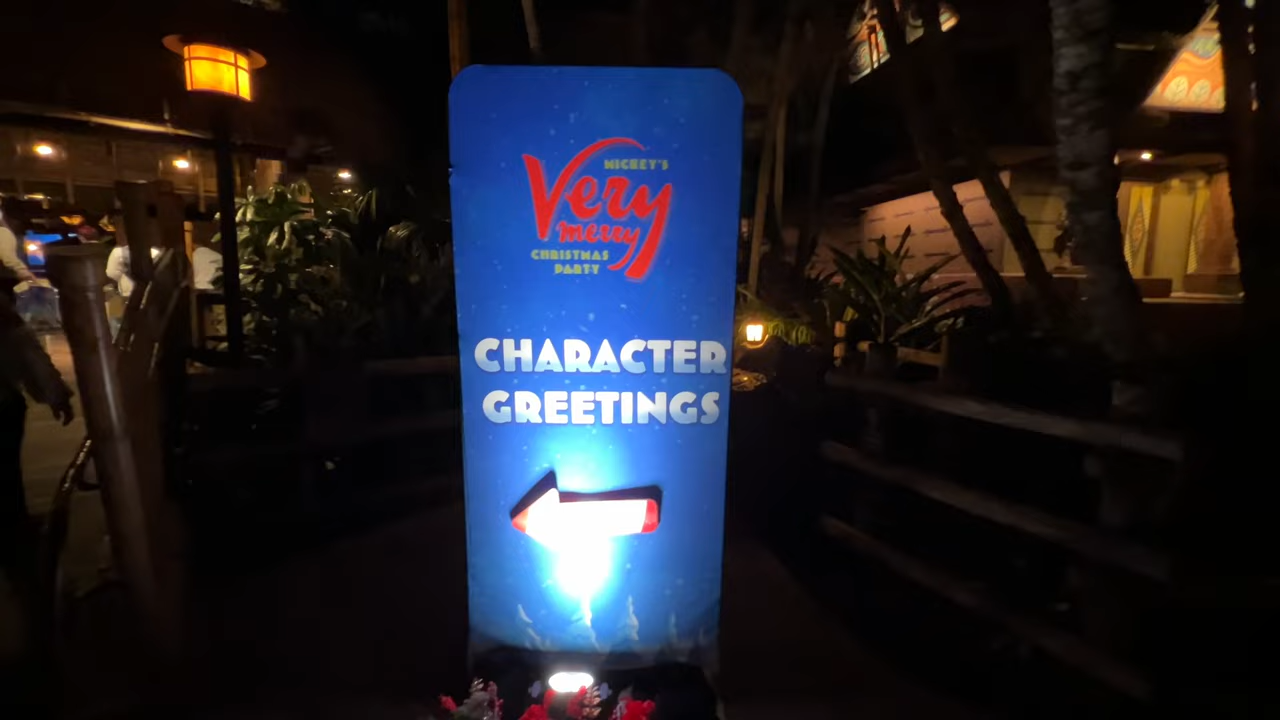 MICKEY'S
Very
merry
CHRISTMAS
PARTY
CHARACTER
GREETINGS